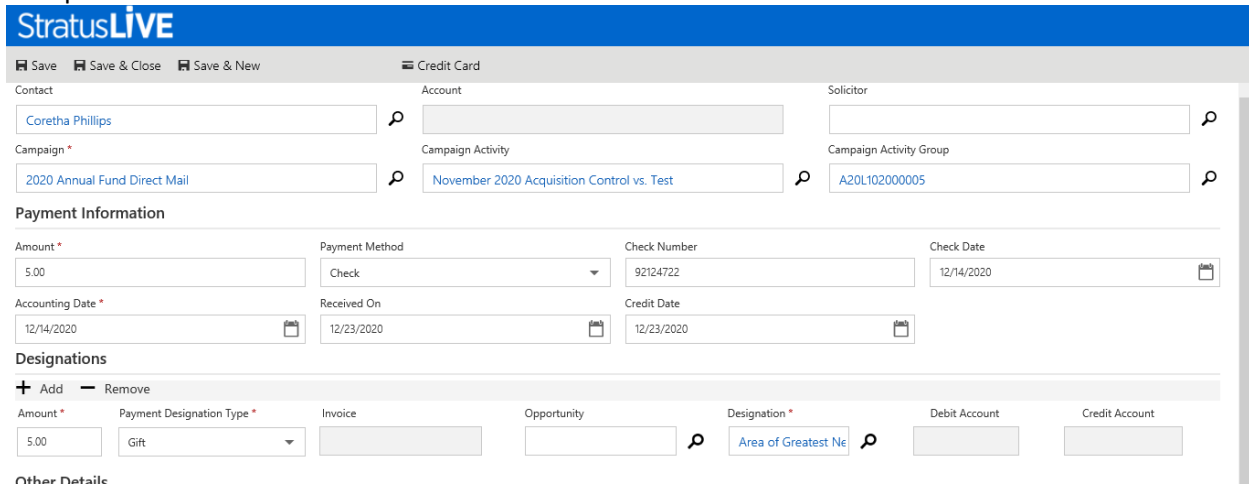 StratusLIVE
Save Save & Close Save & New Credit Card
Contact Account Solicitor
Coretha Phillips
Campaign * Campaign Activity Campaign Activity Group
2020 Annual Fund Direct Mail November 2020 Acquisition Control vs. Test A20L102000005
Payment Information
Amount * Payment Method Check Number Check Date
5.00 Check 92124722 12/14/2020
Accounting Date * Received On Credit Date
12/14/2020 12/23/2020 12/23/2020
Designations
Add Remove
Amount * Payment Designation Type * Invoice Opportunity Designation * Debit Account Credit Account
5.00 Gift Area of Greatest Ne
Other Details